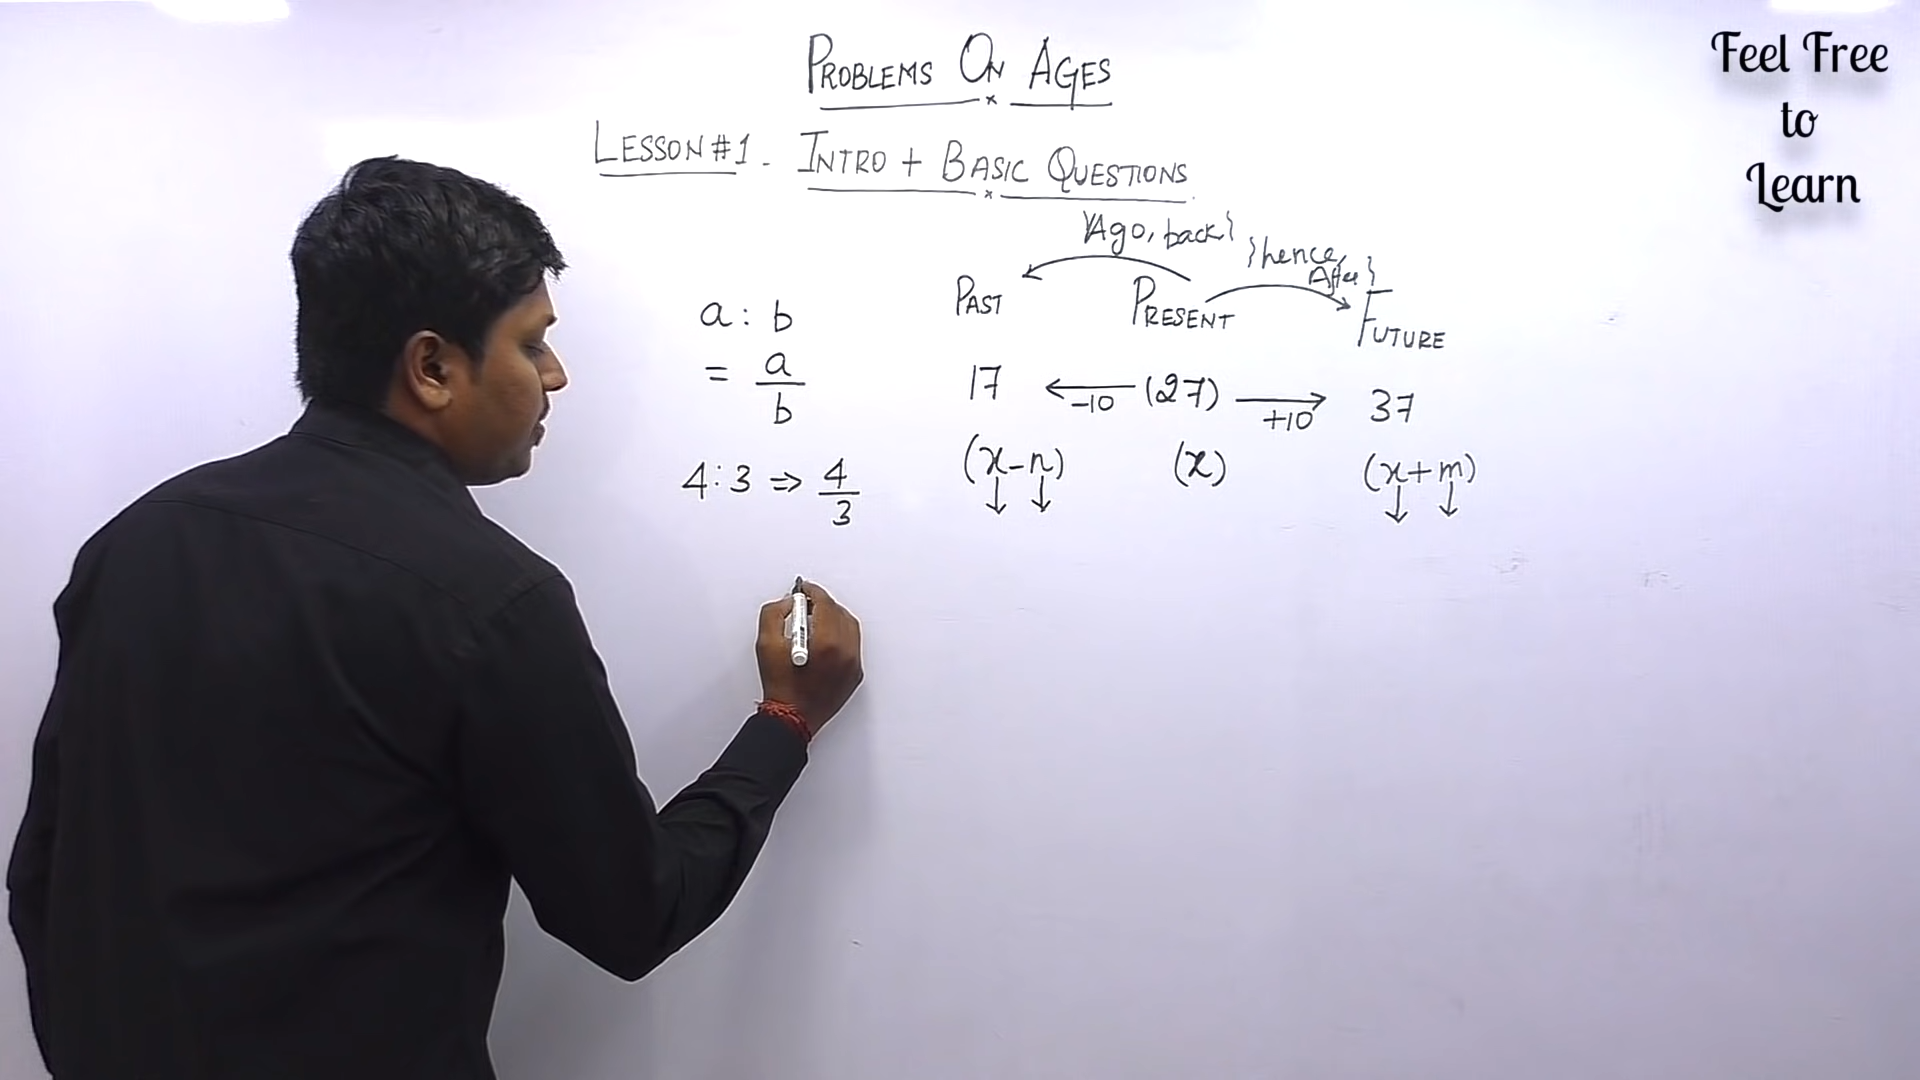 PROBLEMS ON AGES
LESSON #1 - INTRO + BASIC QUESTIONS
{Ago, back}
{hence, After}
PAST PRESENT FUTURE
17 ← -10 (27) → +10 37
(x-n) (x) (x+m)
a : b
= a/b
4:3 ⇒ 4/3
Feel Free
to
Learn